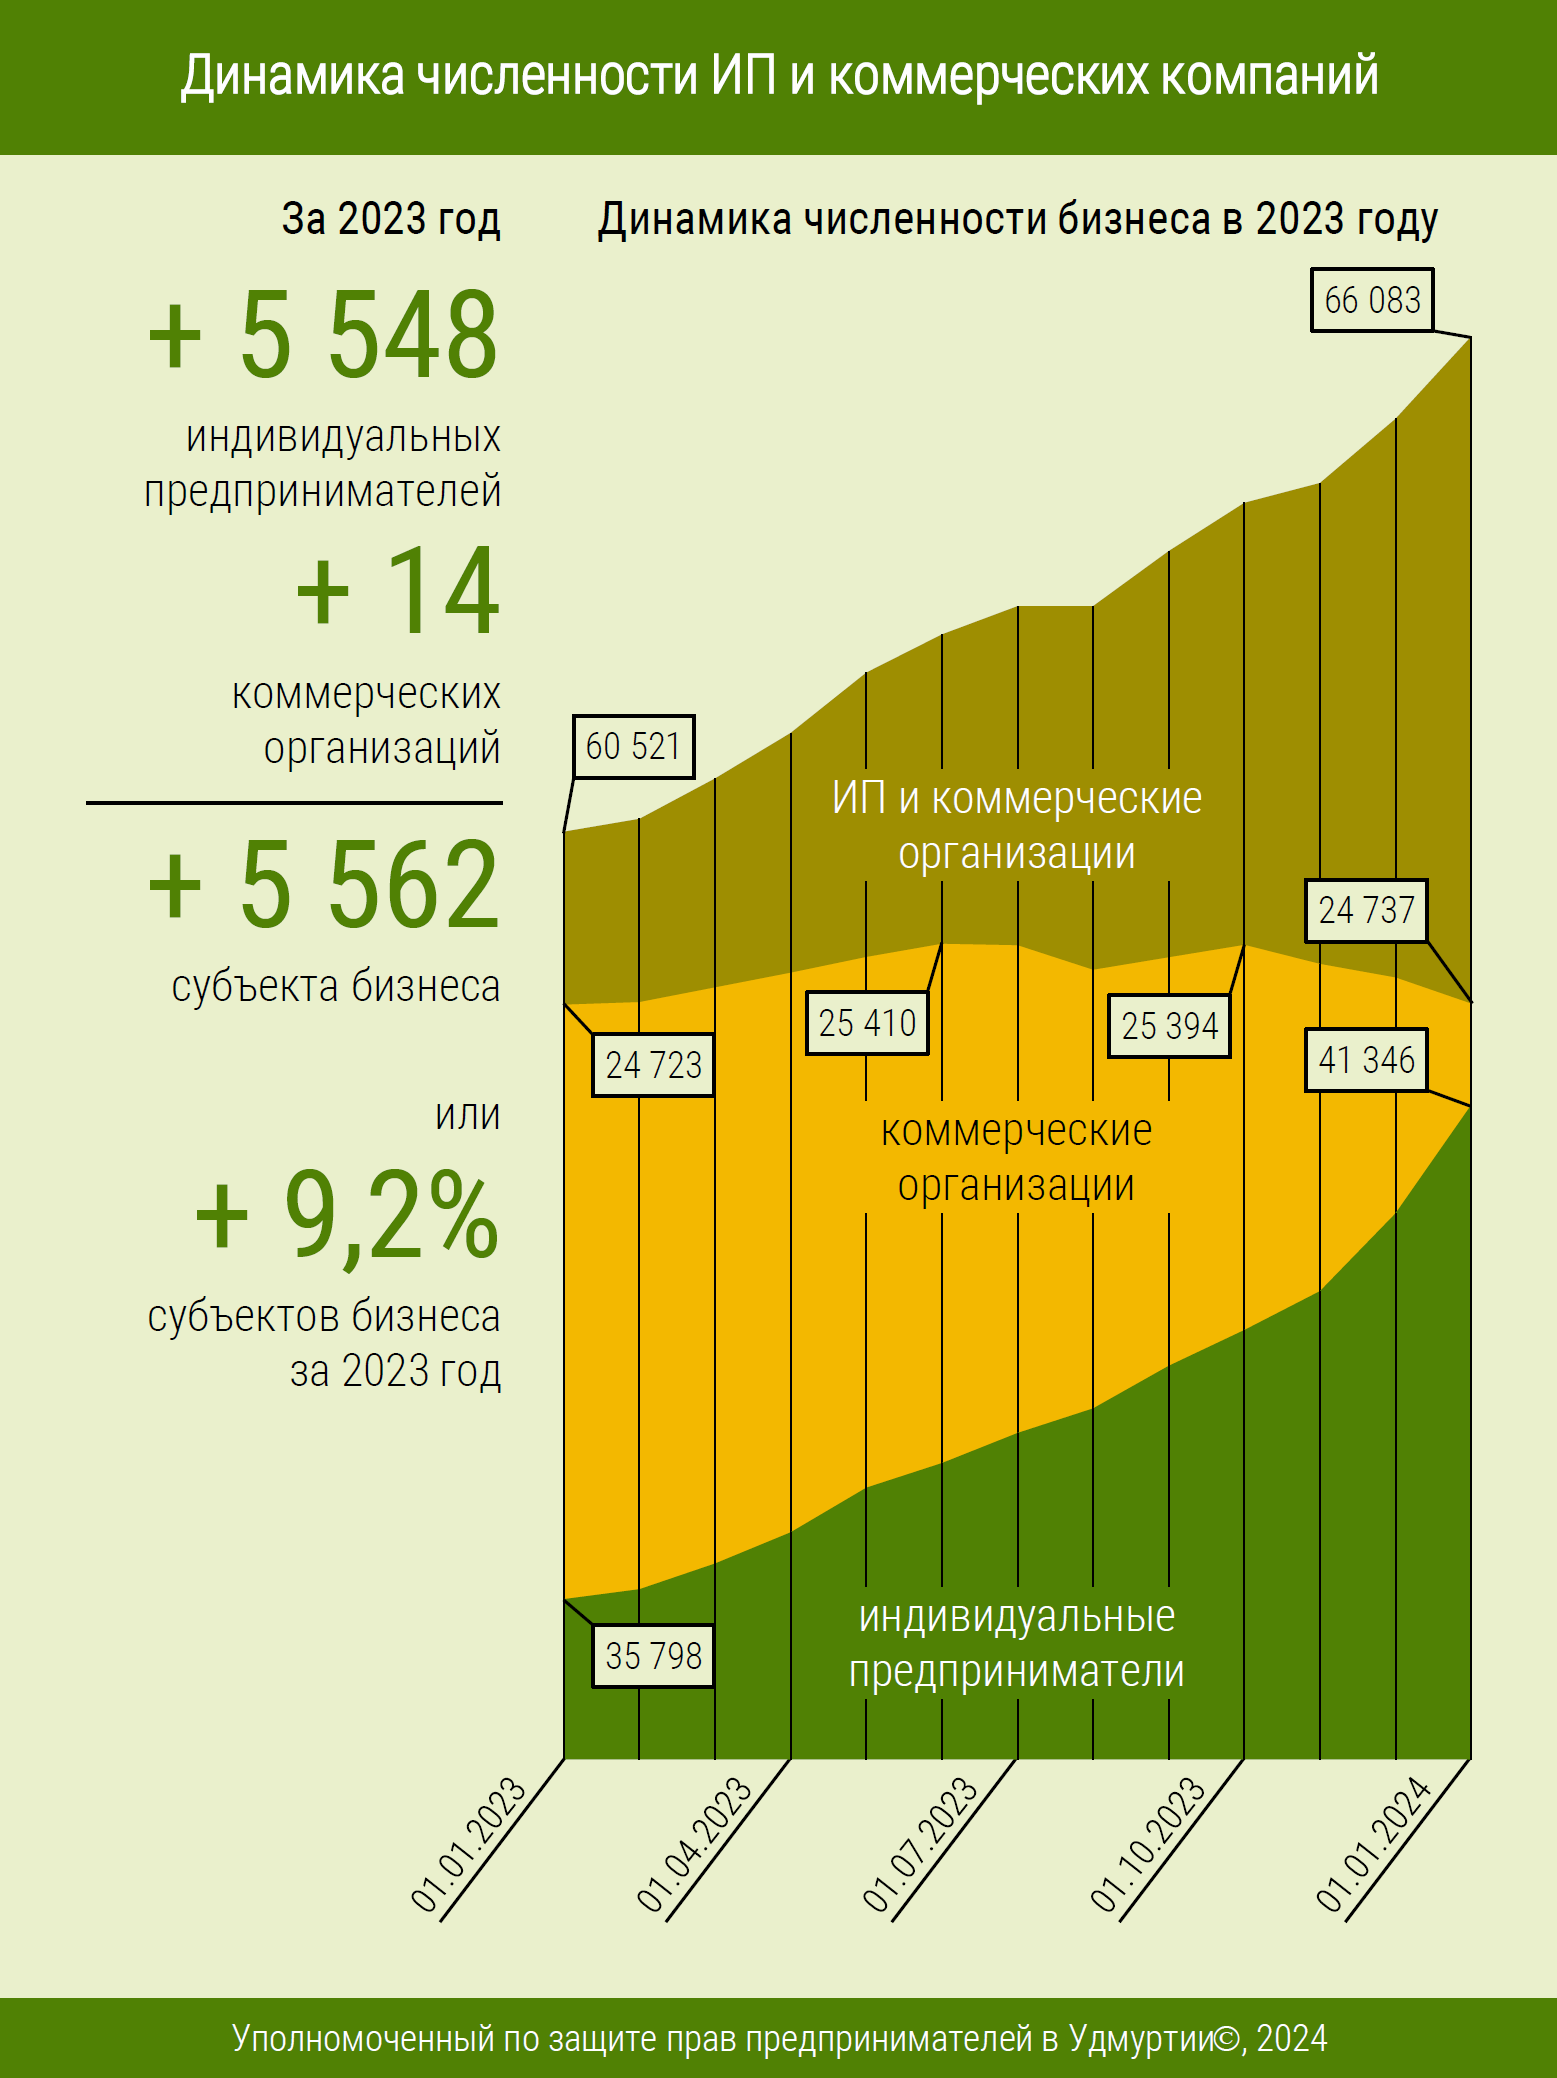 Динамика численности ИП и коммерческих компаний
За 2023 год
+ 5 548
индивидуальных
предпринимателей
+ 14
коммерческих
организаций
+ 5 562
субъекта бизнеса
или
+ 9,2%
субъектов бизнеса
за 2023 год
Динамика численности бизнеса в 2023 году
66 083
60 521
ИП и коммерческие
организации
24 737
25 410
25 394
24 723
41 346
коммерческие
организации
индивидуальные
предприниматели
35 798
01.01.2023
01.04.2023
01.07.2023
01.10.2023
01.01.2024
Уполномоченный по защите прав предпринимателей в Удмуртии©, 2024